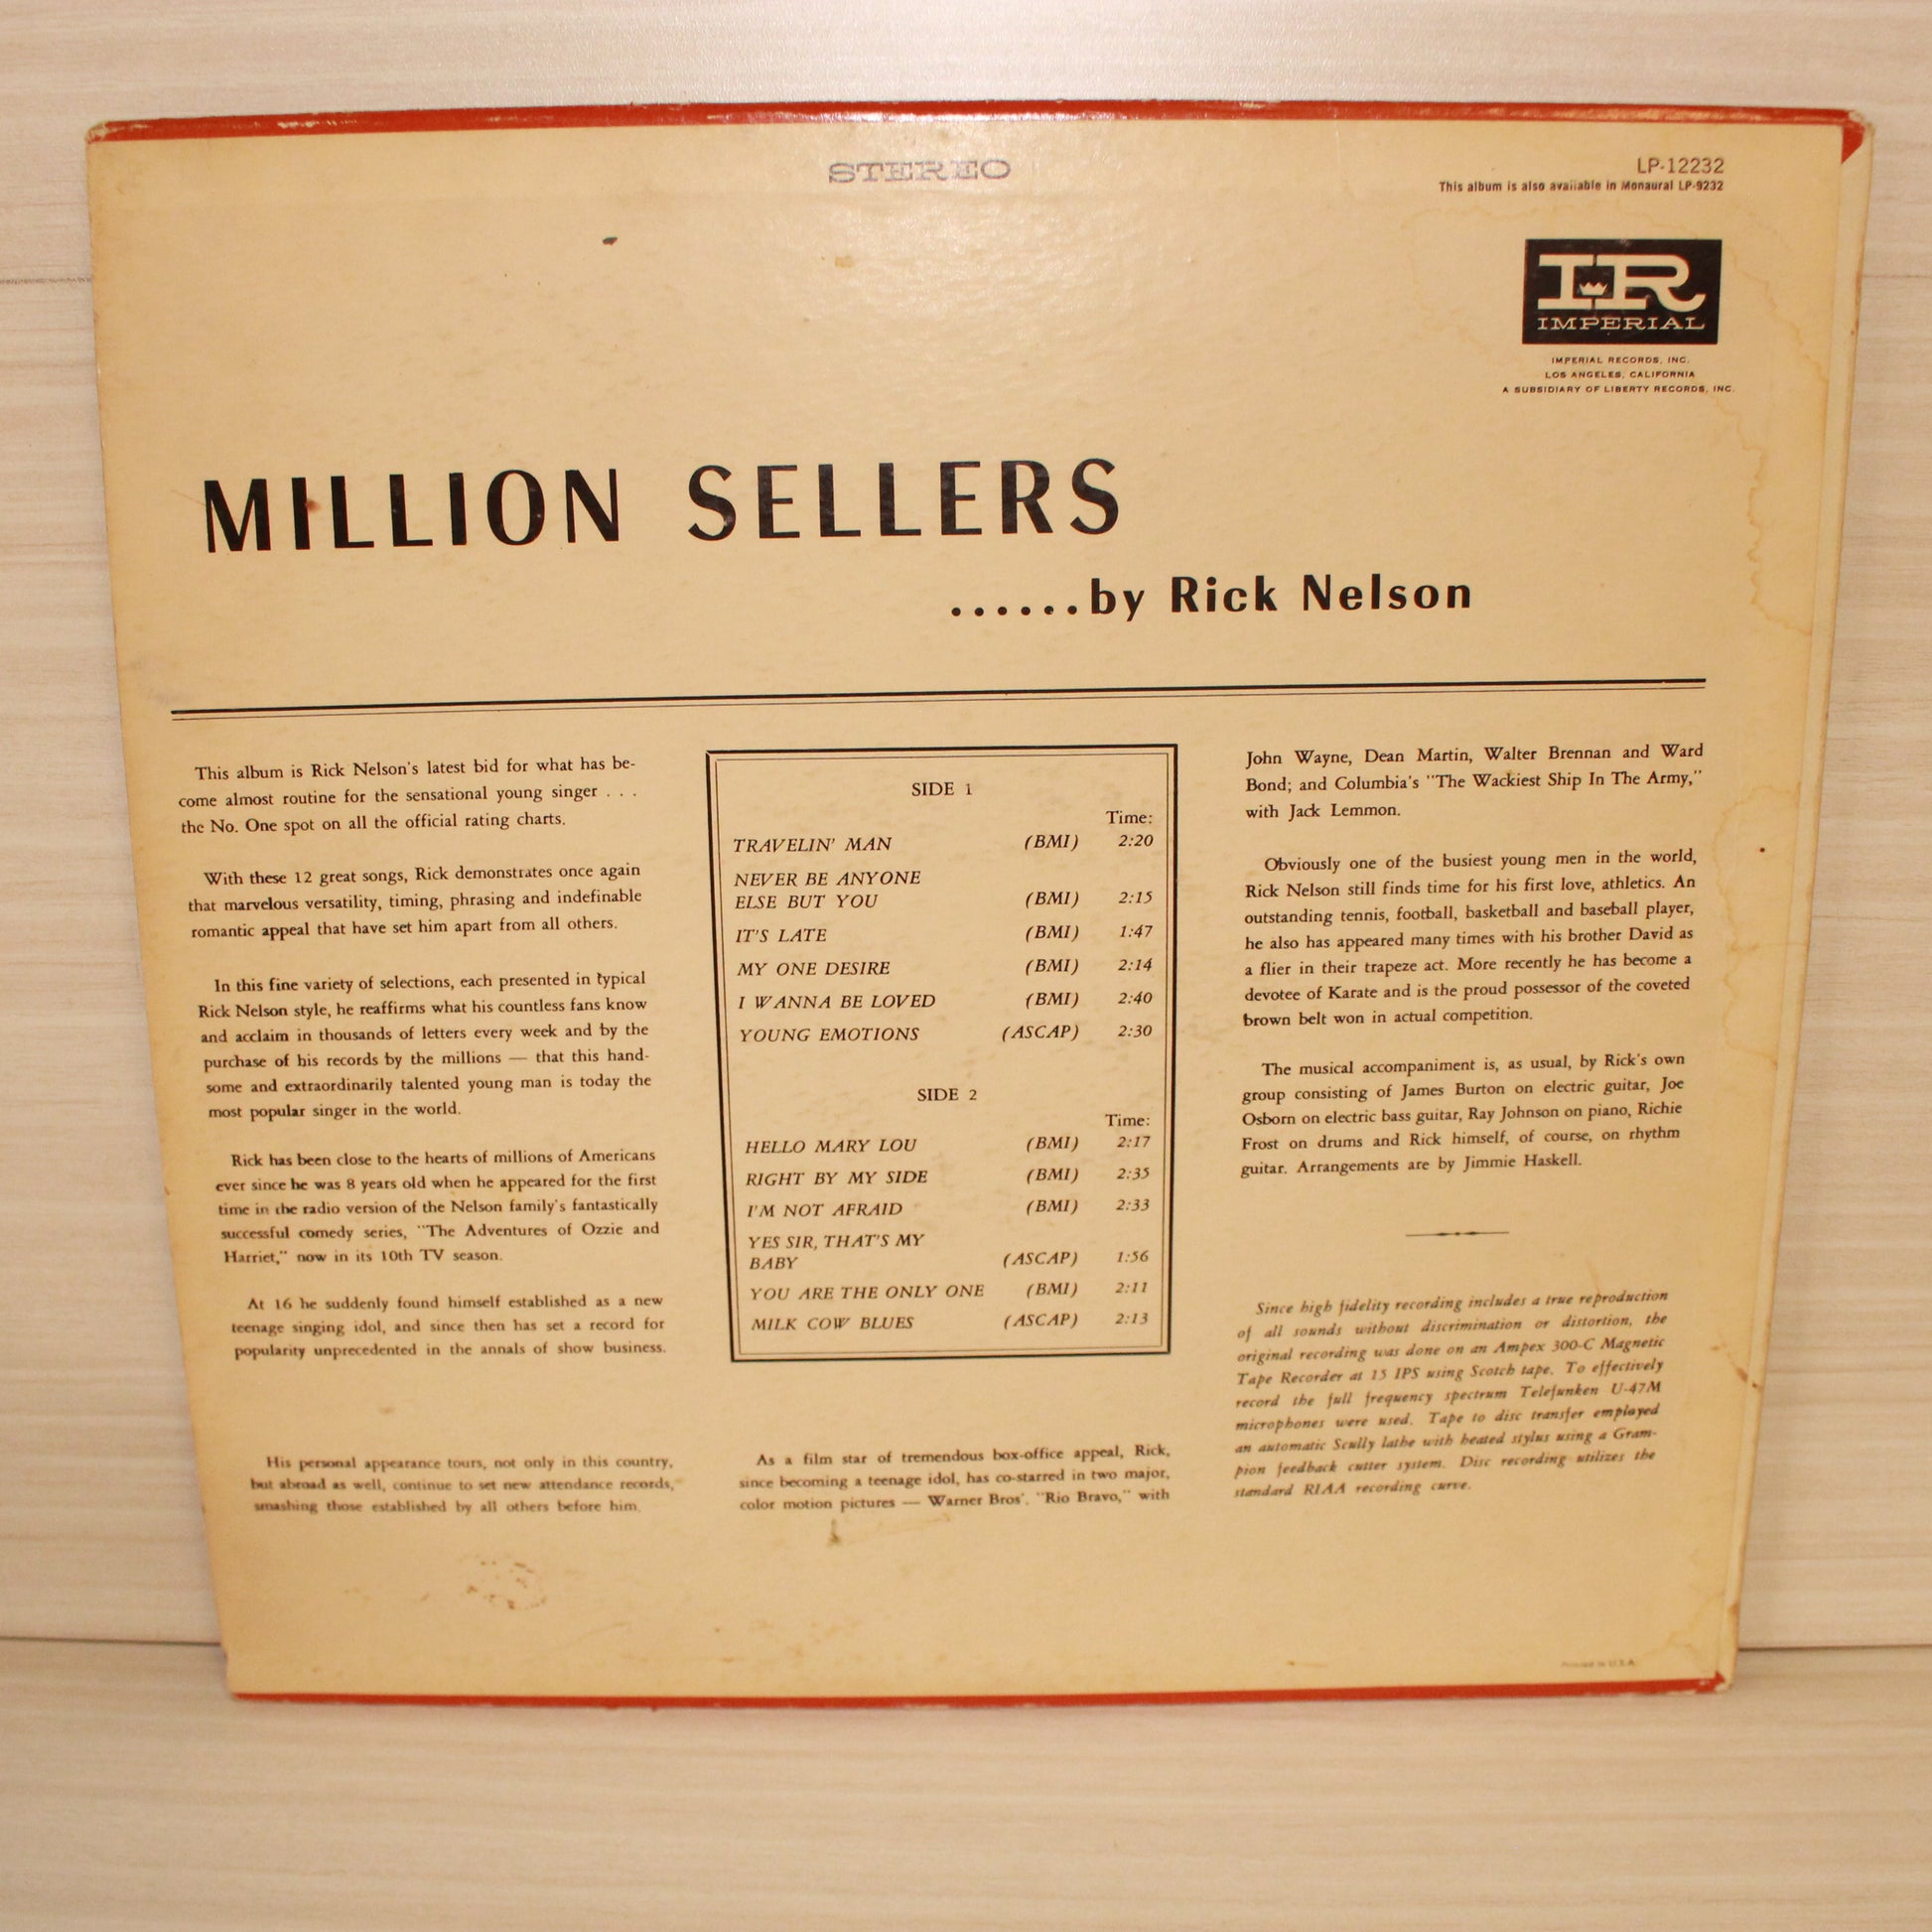 STEREO
LP-12232
This album is also available in Monaural LP-9232
IR
IMPERIAL
IMPERIAL RECORDS, INC.
LOS ANGELES, CALIFORNIA
A SUBSIDIARY OF LIBERTY RECORDS, INC.
MILLION SELLERS
......by Rick Nelson
This album is Rick Nelson's latest bid for what has be-
come almost routine for the sensational young singer . . .
the No. One spot on all the official rating charts.
With these 12 great songs, Rick demonstrates once again
that marvelous versatility, timing, phrasing and indefinable
romantic appeal that have set him apart from all others.
In this fine variety of selections, each presented in typical
Rick Nelson style, he reaffirms what his countless fans know
and acclaim in thousands of letters every week and by the
purchase of his records by the millions — that this hand-
some and extraordinarily talented young man is today the
most popular singer in the world.
Rick has been close to the hearts of millions of Americans
ever since he was 8 years old when he appeared for the first
time in the radio version of the Nelson family's fantastically
successful comedy series, "The Adventures of Ozzie and
Harriet," now in its 10th TV season.
At 16 he suddenly found himself established as a new
teenage singing idol, and since then has set a record for
popularity unprecedented in the annals of show business.
His personal appearance tours, not only in this country,
but abroad as well, continue to set new attendance records,
smashing those established by all others before him.
SIDE 1
Time:
TRAVELIN' MAN (BMI) 2:20
NEVER BE ANYONE
ELSE BUT YOU (BMI) 2:15
IT'S LATE (BMI) 1:47
MY ONE DESIRE (BMI) 2:14
I WANNA BE LOVED (BMI) 2:40
YOUNG EMOTIONS (ASCAP) 2:30
SIDE 2
Time:
HELLO MARY LOU (BMI) 2:17
RIGHT BY MY SIDE (BMI) 2:35
I'M NOT AFRAID (BMI) 2:33
YES SIR, THAT'S MY
BABY (ASCAP) 1:56
YOU ARE THE ONLY ONE (BMI) 2:11
MILK COW BLUES (ASCAP) 2:13
As a film star of tremendous box-office appeal, Rick,
since becoming a teenage idol, has co-starred in two major,
color motion pictures — Warner Bros'. "Rio Bravo," with
John Wayne, Dean Martin, Walter Brennan and Ward
Bond; and Columbia's "The Wackiest Ship In The Army,"
with Jack Lemmon.
Obviously one of the busiest young men in the world,
Rick Nelson still finds time for his first love, athletics. An
outstanding tennis, football, basketball and baseball player,
he also has appeared many times with his brother David as
a flier in their trapeze act. More recently he has become a
devotee of Karate and is the proud possessor of the coveted
brown belt won in actual competition.
The musical accompaniment is, as usual, by Rick's own
group consisting of James Burton on electric guitar, Joe
Osborn on electric bass guitar, Ray Johnson on piano, Richie
Frost on drums and Rick himself, of course, on rhythm
guitar. Arrangements are by Jimmie Haskell.
Since high fidelity recording includes a true reproduction
of all sounds without discrimination or distortion, the
original recording was done on an Ampex 300-C Magnetic
Tape Recorder at 15 IPS using Scotch tape. To effectively
record the full frequency spectrum Telefunken U-47M
microphones were used. Tape to disc transfer employed
an automatic Scully lathe with heated stylus using a Gram-
pion feedback cutter system. Disc recording utilizes the
standard RIAA recording curve.
Printed in U.S.A.